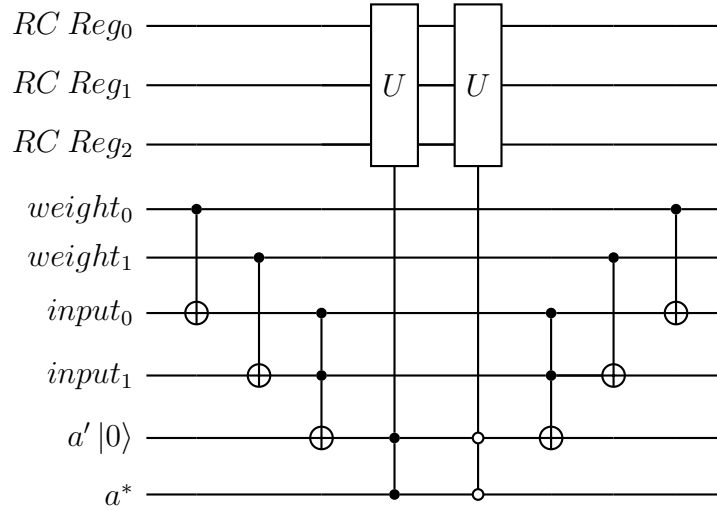 RC Reg₀
RC Reg₁
U U
RC Reg₂
weight₀
weight₁
input₀
input₁
a′ |0⟩
a*